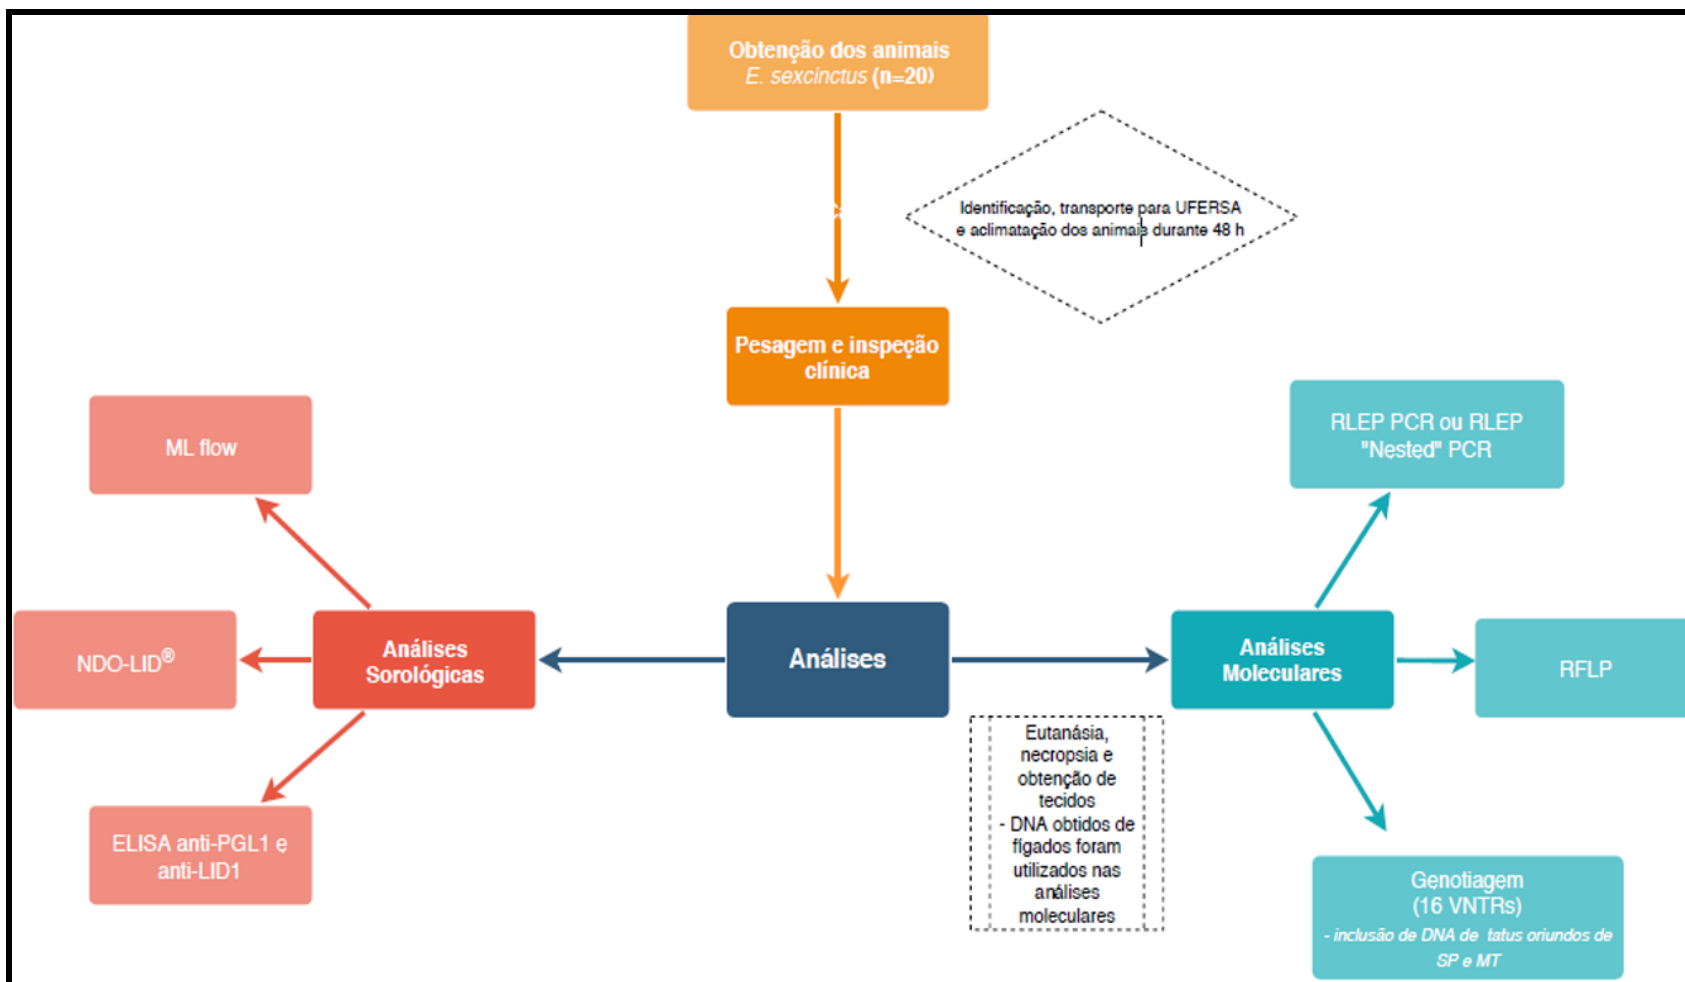 Obtenção dos animais
E. sexcinctus (n=20)
Identificação, transporte para UFERSA
e aclimatação dos animais durante 48 h
Pesagem e inspeção
clínica
ML flow
RLEP PCR ou RLEP
"Nested" PCR
NDO-LID®
Análises
Sorológicas
Análises
Análises
Moleculares
RFLP
Eutanásia,
necropsia e
obtenção de
tecidos
- DNA obtidos de
fígados foram
utilizados nas
análises
moleculares
ELISA anti-PGL1 e
anti-LID1
Genotiagem
(16 VNTRs)
- inclusão de DNA de tatus oriundos de
SP e MT